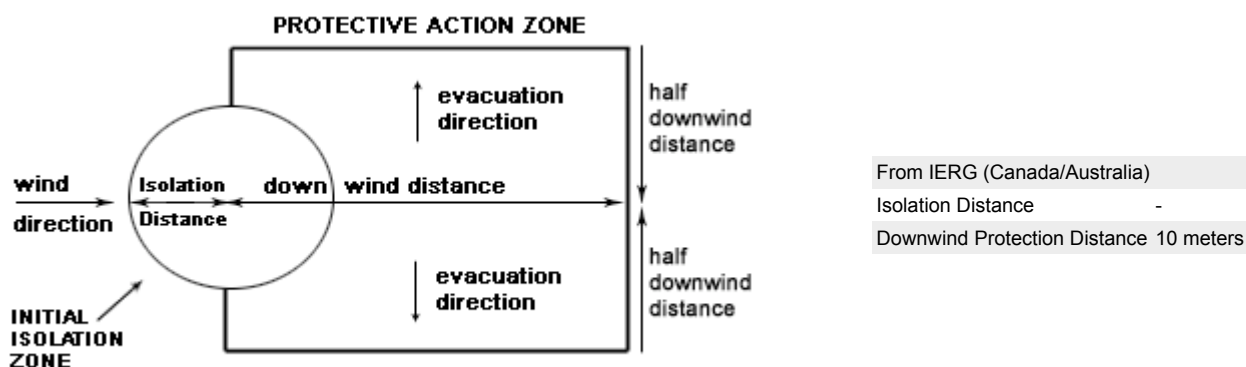 PROTECTIVE ACTION ZONE
evacuation
direction
half
downwind
distance
wind
direction
Isolation
Distance
down wind distance
evacuation
direction
half
downwind
distance
INITIAL
ISOLATION
ZONE
From IERG (Canada/Australia)
Isolation Distance -
Downwind Protection Distance 10 meters